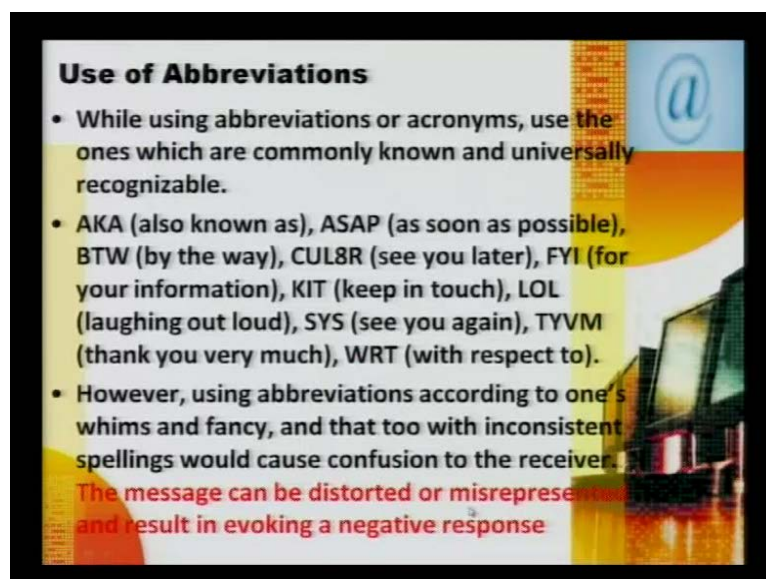 Use of Abbreviations
• While using abbreviations or acronyms, use the
ones which are commonly known and universally
recognizable.
• AKA (also known as), ASAP (as soon as possible),
BTW (by the way), CUL8R (see you later), FYI (for
your information), KIT (keep in touch), LOL
(laughing out loud), SYS (see you again), TYVM
(thank you very much), WRT (with respect to).
• However, using abbreviations according to one's
whims and fancy, and that too with inconsistent
spellings would cause confusion to the receiver.
The message can be distorted or misrepresented
and result in evoking a negative response
@